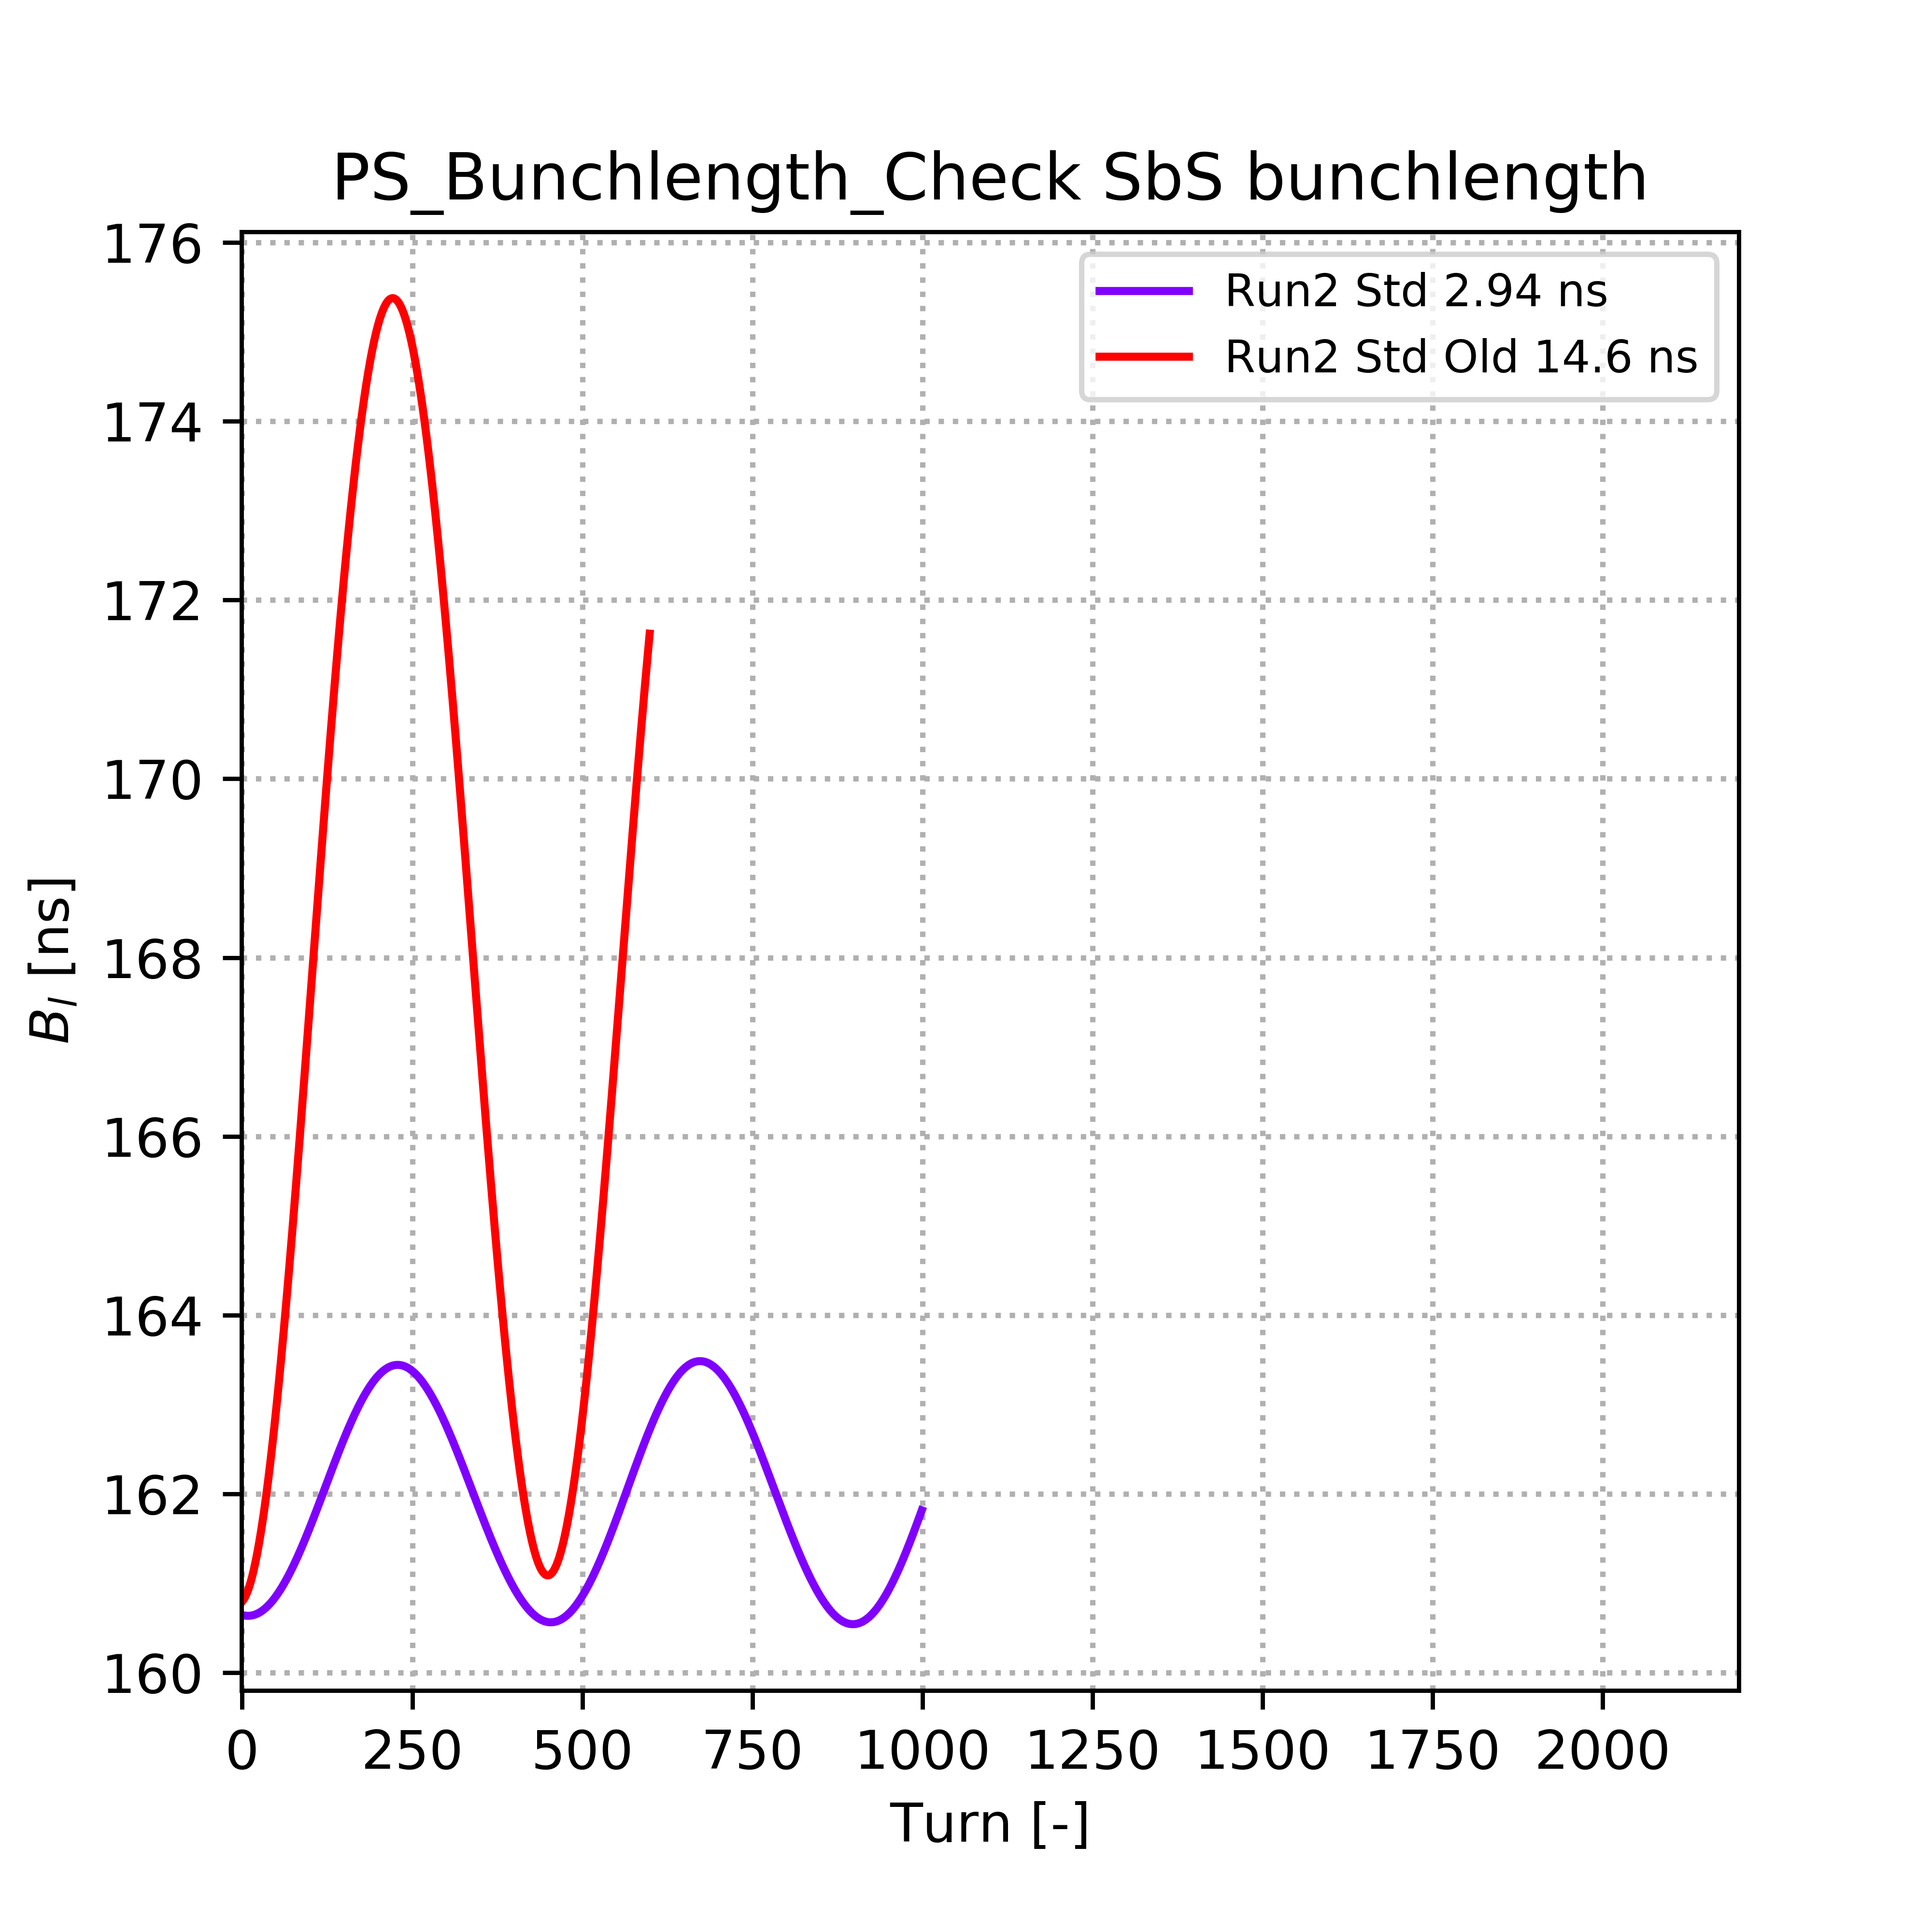 PS_Bunchlength_Check SbS bunchlength
176
174
172
170
168
166
164
162
160
Run2 Std 2.94 ns
Run2 Std Old 14.6 ns
B_l [ns]
0 250 500 750 1000 1250 1500 1750 2000
Turn [-]